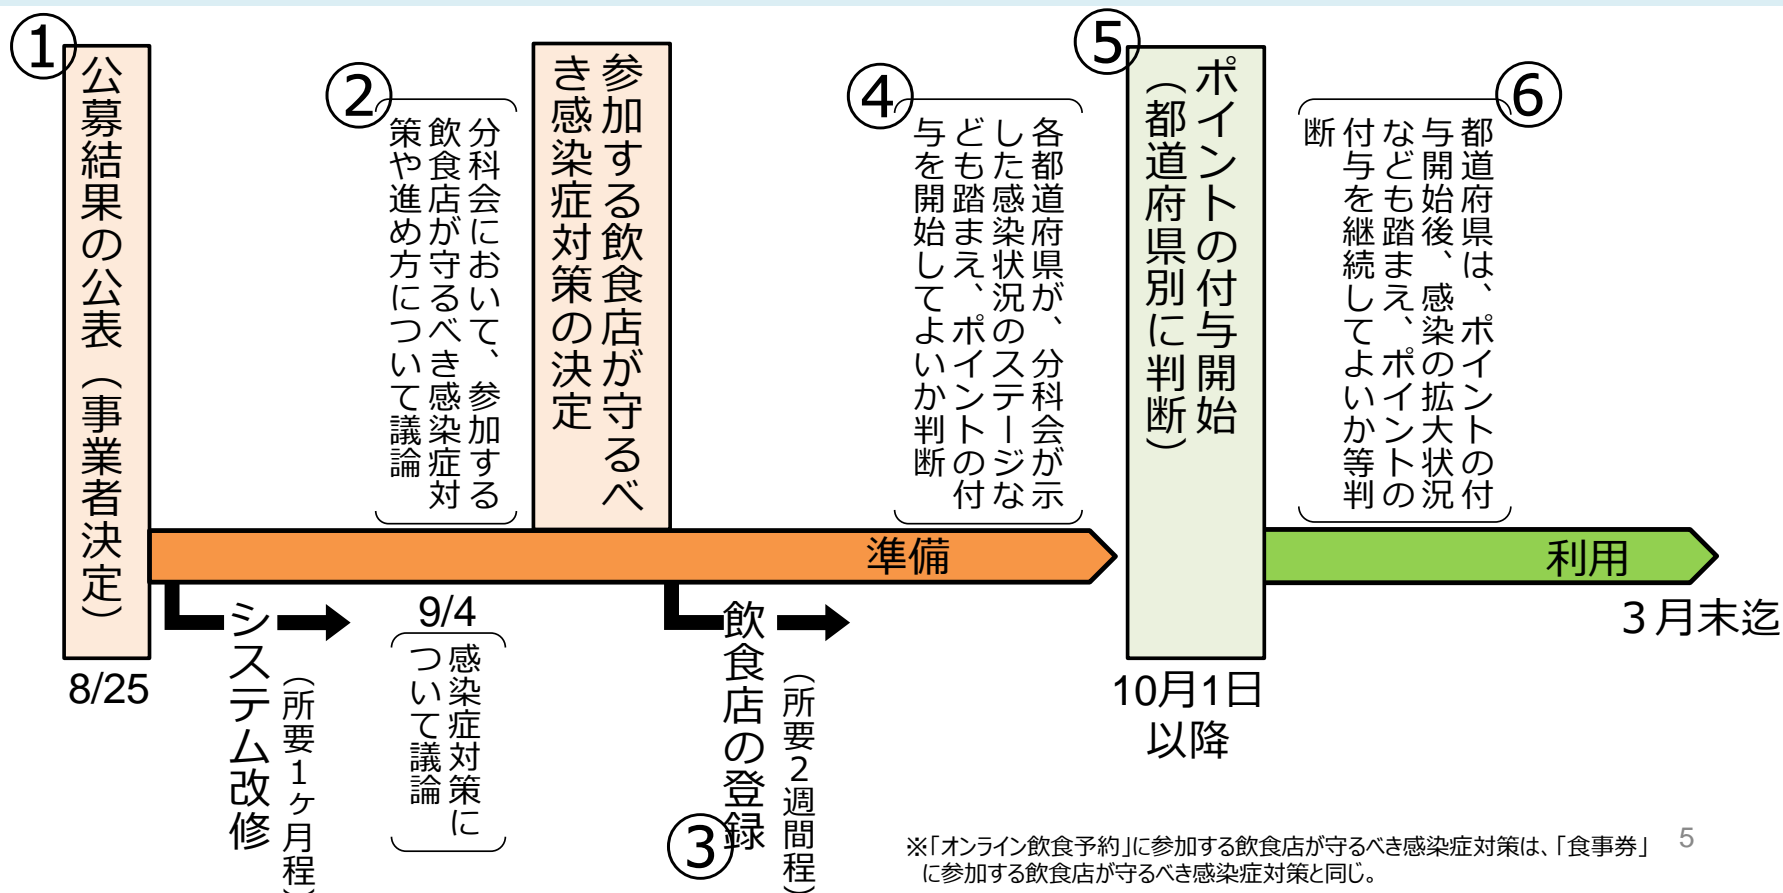 ①
公募結果の公表（事業者決定）
8/25
システム改修
（所要１ヶ月程）
②
分科会において、参加する
飲食店が守るべき感染症対
策や進め方について議論
9/4
感染症対策に
ついて議論
参加する飲食店が守るべ
き感染症対策の決定
準備
飲食店の登録
（所要２週間程）
③
④
各都道府県が、分科会が示
した感染状況のステージな
ども踏まえ、ポイントの付
与を開始してよいか判断
⑤
ポイントの付与開始
（都道府県別に判断）
10月1日
以降
⑥
都道府県は、ポイントの付
与開始後、感染の拡大状況
なども踏まえ、ポイントの
付与を継続してよいか等判
断
利用
３月末迄
※「オンライン飲食予約」に参加する飲食店が守るべき感染症対策は、「食事券」
に参加する飲食店が守るべき感染症対策と同じ。
5